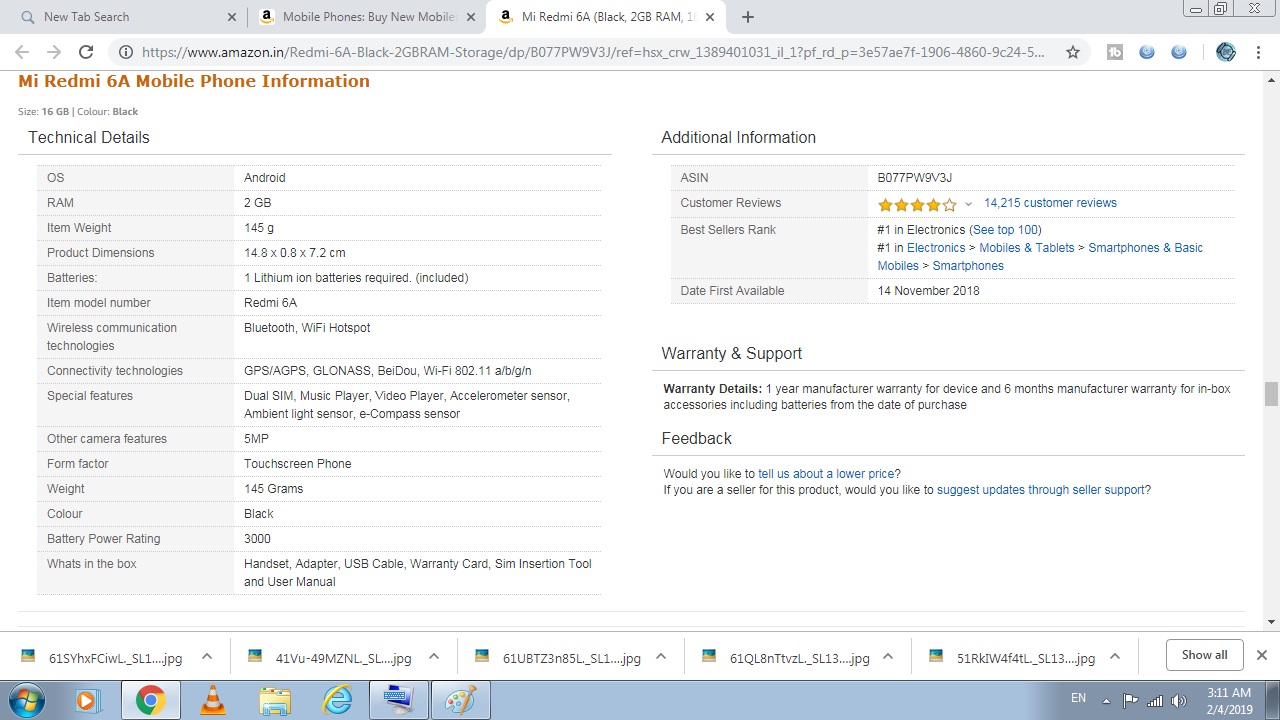 New Tab Search
Mobile Phones: Buy New Mobile
Mi Redmi 6A (Black, 2GB RAM, 1
https://www.amazon.in/Redmi-6A-Black-2GBRAM-Storage/dp/B077PW9V3J/ref=hsx_crw_1389401031_il_1?pf_rd_p=3e57ae7f-1906-4860-9c24-5...
Mi Redmi 6A Mobile Phone Information
Size: 16 GB | Colour: Black
Technical Details
OS Android
RAM 2 GB
Item Weight 145 g
Product Dimensions 14.8 x 0.8 x 7.2 cm
Batteries: 1 Lithium ion batteries required. (included)
Item model number Redmi 6A
Wireless communication Bluetooth, WiFi Hotspot
technologies
Connectivity technologies GPS/AGPS, GLONASS, BeiDou, Wi-Fi 802.11 a/b/g/n
Special features Dual SIM, Music Player, Video Player, Accelerometer sensor,
Ambient light sensor, e-Compass sensor
Other camera features 5MP
Form factor Touchscreen Phone
Weight 145 Grams
Colour Black
Battery Power Rating 3000
Whats in the box Handset, Adapter, USB Cable, Warranty Card, Sim Insertion Tool
and User Manual
Additional Information
ASIN B077PW9V3J
Customer Reviews 14,215 customer reviews
Best Sellers Rank #1 in Electronics (See top 100)
#1 in Electronics > Mobiles & Tablets > Smartphones & Basic
Mobiles > Smartphones
Date First Available 14 November 2018
Warranty & Support
Warranty Details: 1 year manufacturer warranty for device and 6 months manufacturer warranty for in-box
accessories including batteries from the date of purchase
Feedback
Would you like to tell us about a lower price?
If you are a seller for this product, would you like to suggest updates through seller support?
61SYhxFCiwL._SL1....jpg
41Vu-49MZNL._SL....jpg
61UBTZ3n85L._SL1....jpg
61QL8nTtvzL._SL13....jpg
51RkIW4f4tL._SL13....jpg
Show all
EN
3:11 AM
2/4/2019